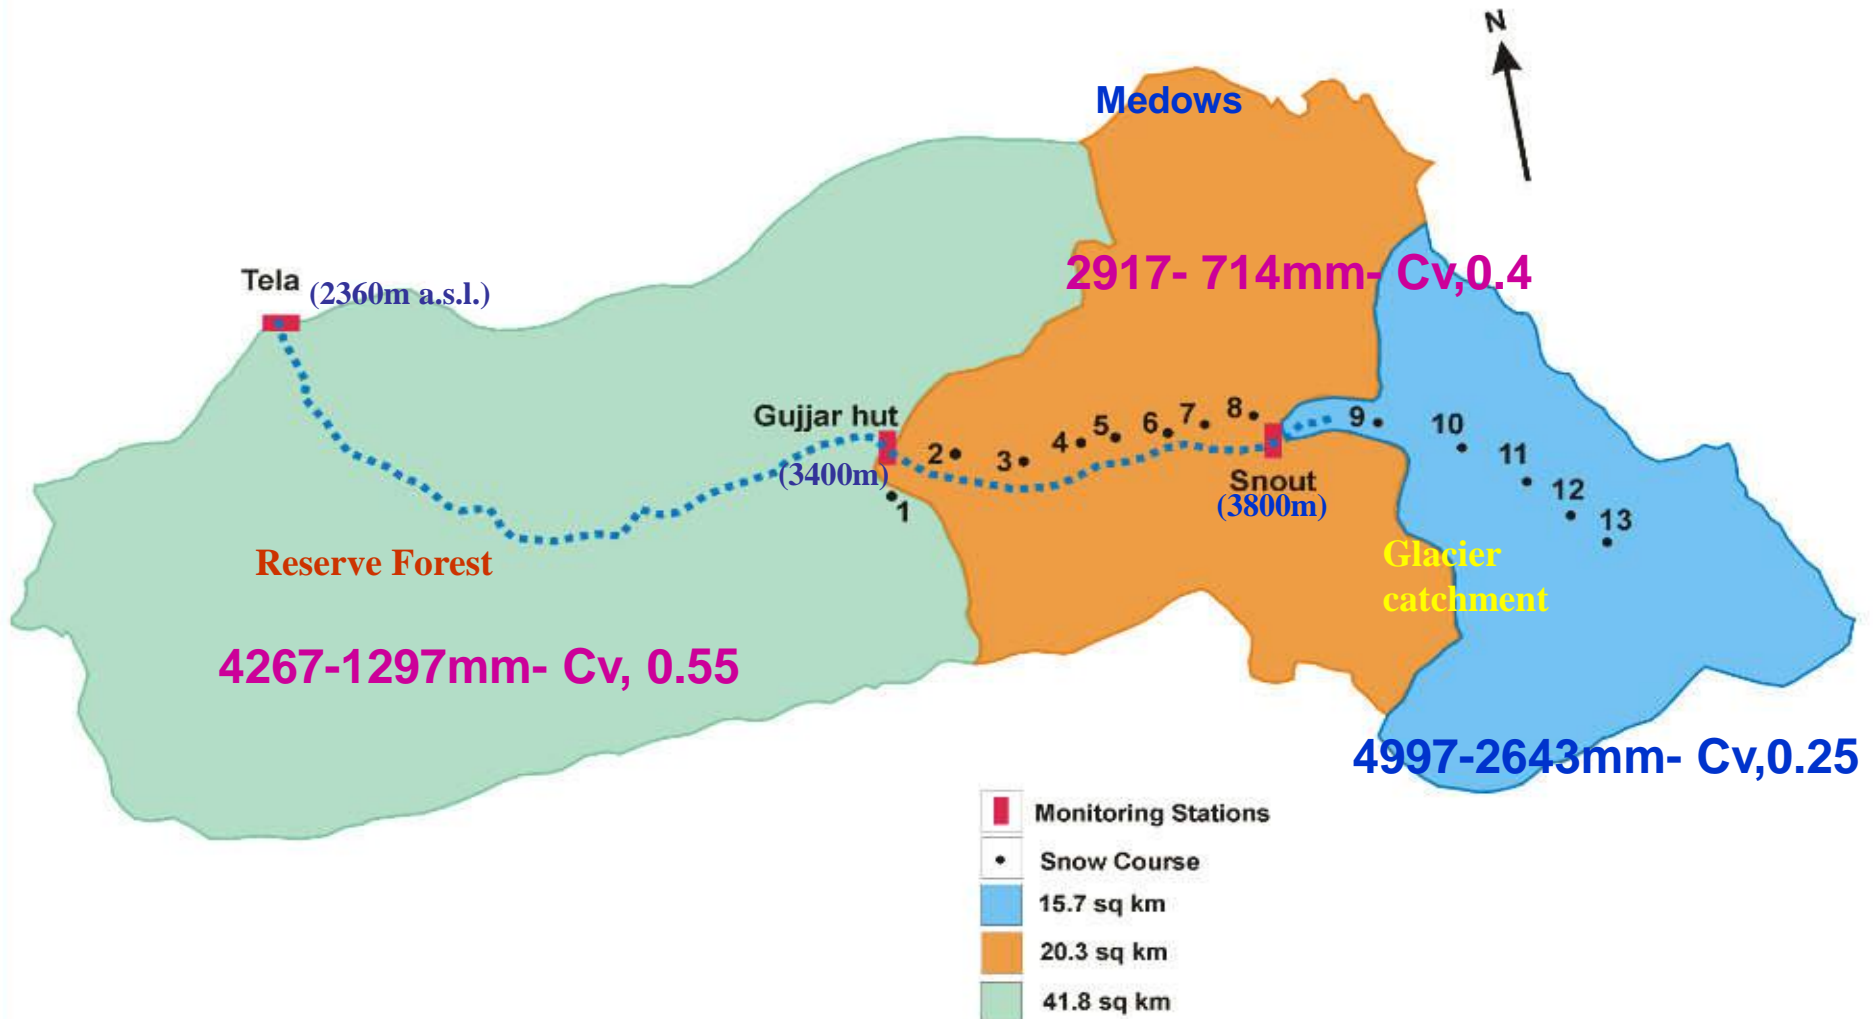 N
Medows
2917- 714mm- Cv,0.4
Tela
(2360m a.s.l.)
Gujjar hut
(3400m)
1
2
3
4
5
6
7
8
9
10
11
12
13
Snout
(3800m)
Reserve Forest
Glacier
catchment
4267-1297mm- Cv, 0.55
4997-2643mm- Cv,0.25
Monitoring Stations
Snow Course
15.7 sq km
20.3 sq km
41.8 sq km